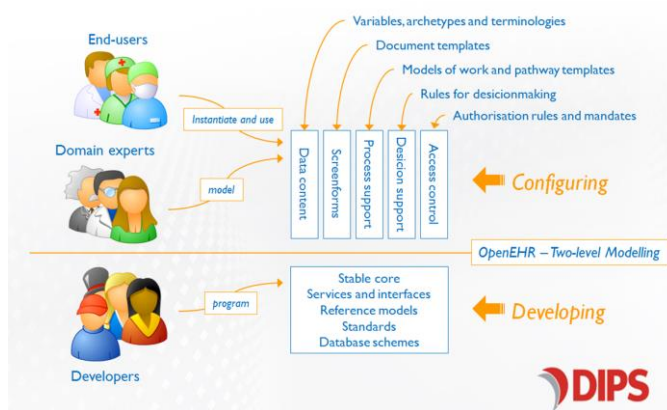 Variables, archetypes and terminologies
End-users
Document templates
Models of work and pathway templates
Rules for desicionmaking
Authorisation rules and mandates
Instantiate and use
Domain experts
model
Data content
Screenforms
Process support
Desicion support
Access control
Configuring
OpenEHR – Two-level Modelling
program
Stable core
Services and interfaces
Reference models
Standards
Database schemes
Developing
Developers
DIPS